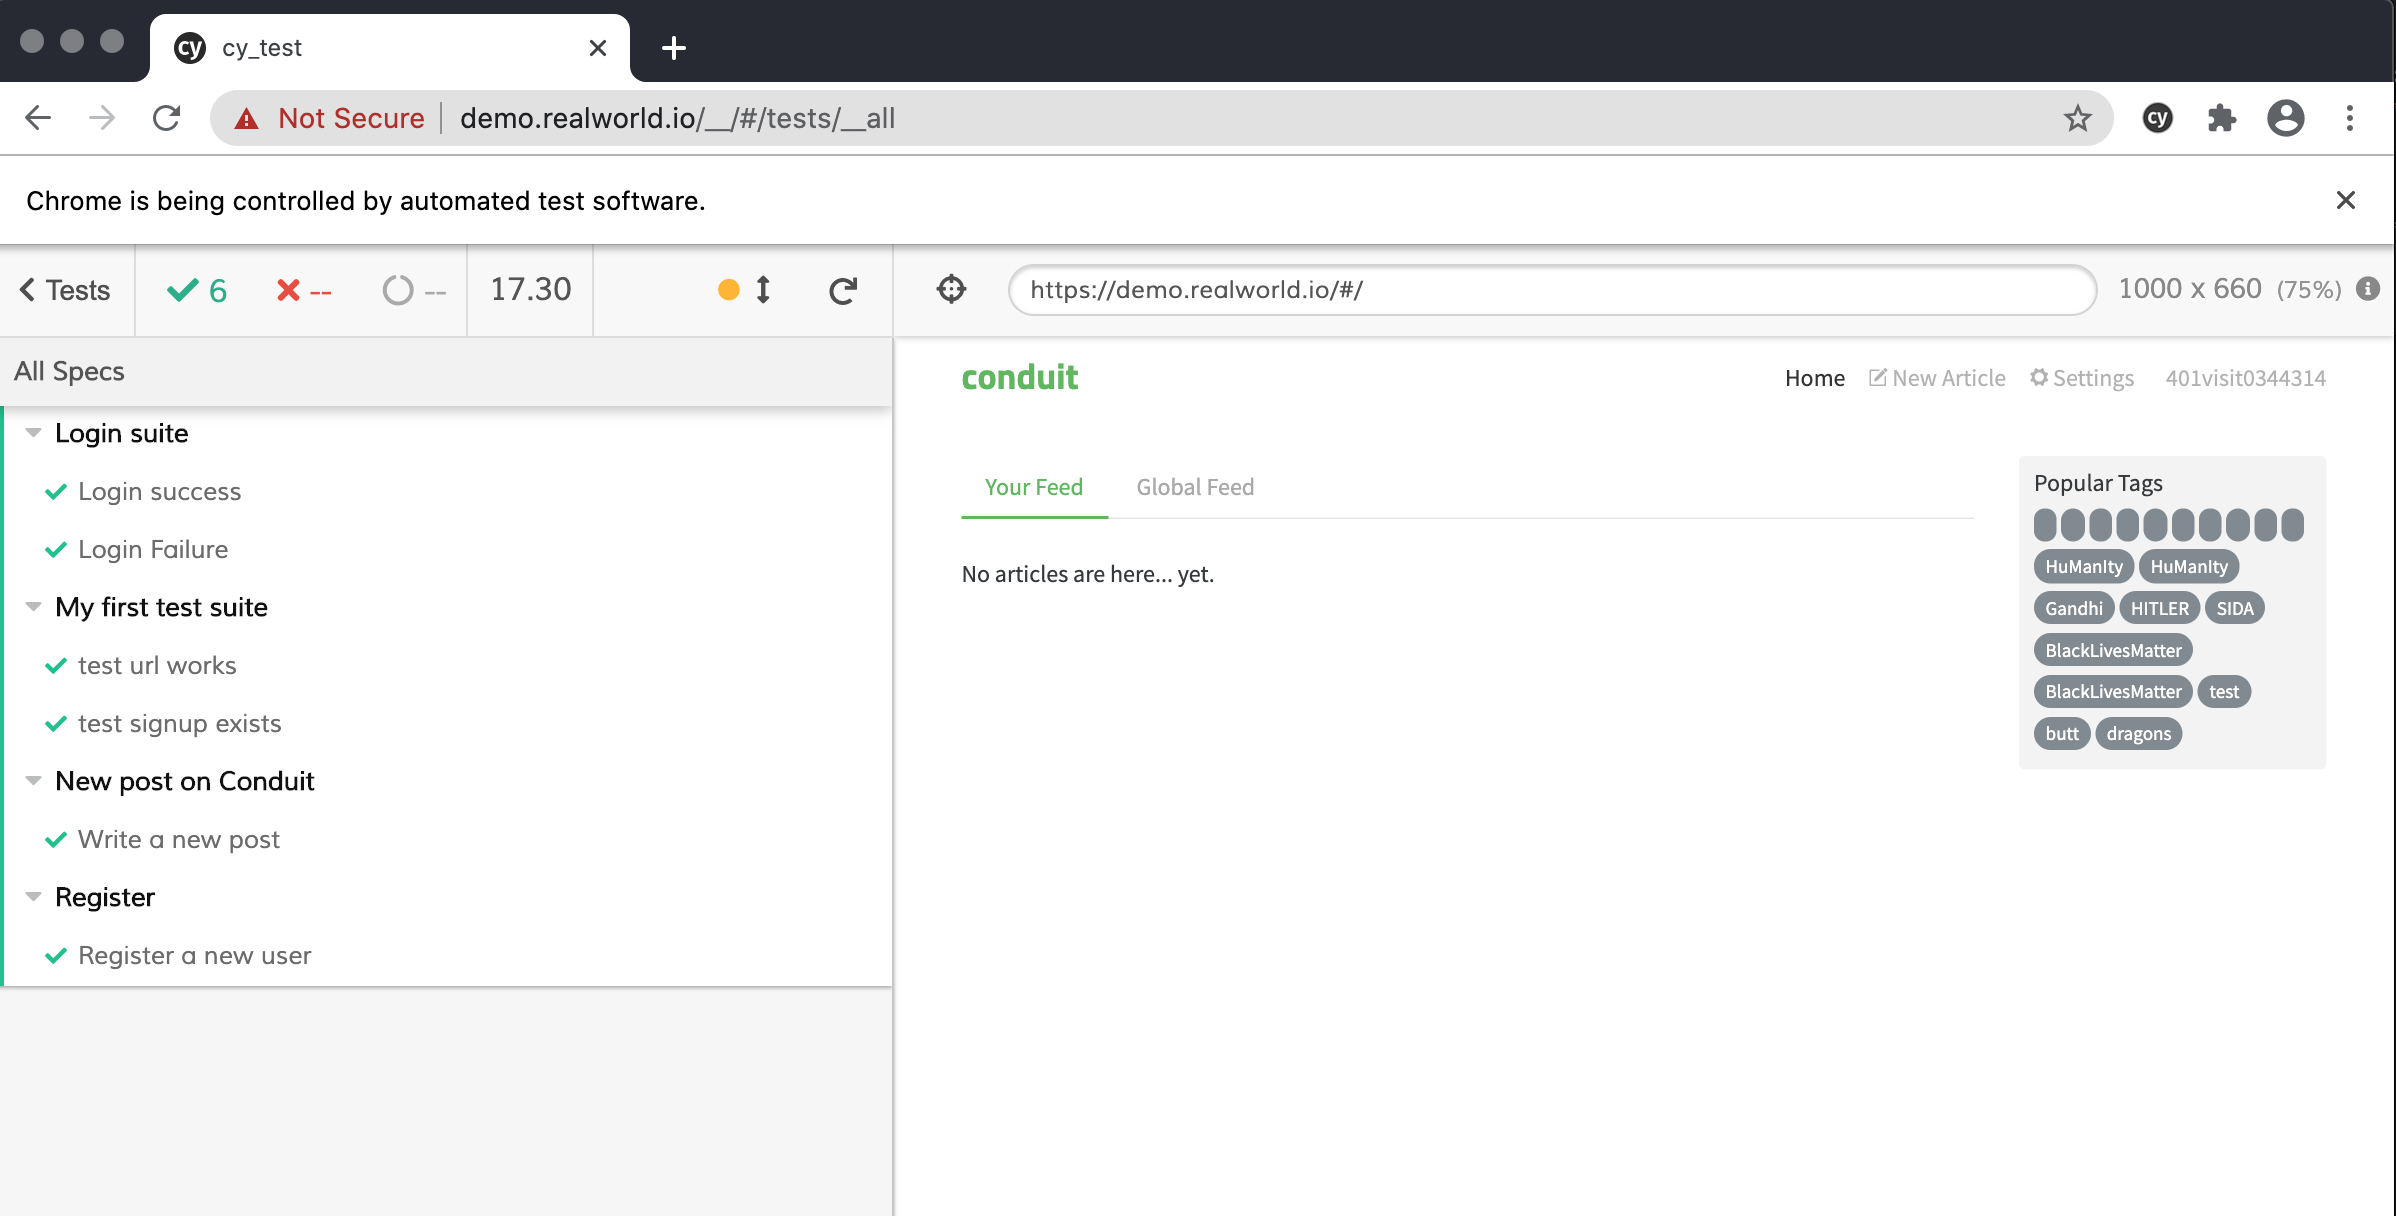 cy cy_test
Not Secure demo.realworld.io/__/#/tests/__all cy
Chrome is being controlled by automated test software.
Tests 6 -- -- 17.30
https://demo.realworld.io/#/ 1000 x 660 (75%)
All Specs
Login suite
Login success
Login Failure
My first test suite
test url works
test signup exists
New post on Conduit
Write a new post
Register
Register a new user
conduit
Home New Article Settings 401visit0344314
Your Feed Global Feed
No articles are here... yet.
Popular Tags
HuManIty HuManIty
Gandhi HITLER SIDA
BlackLivesMatter
BlackLivesMatter test
butt dragons